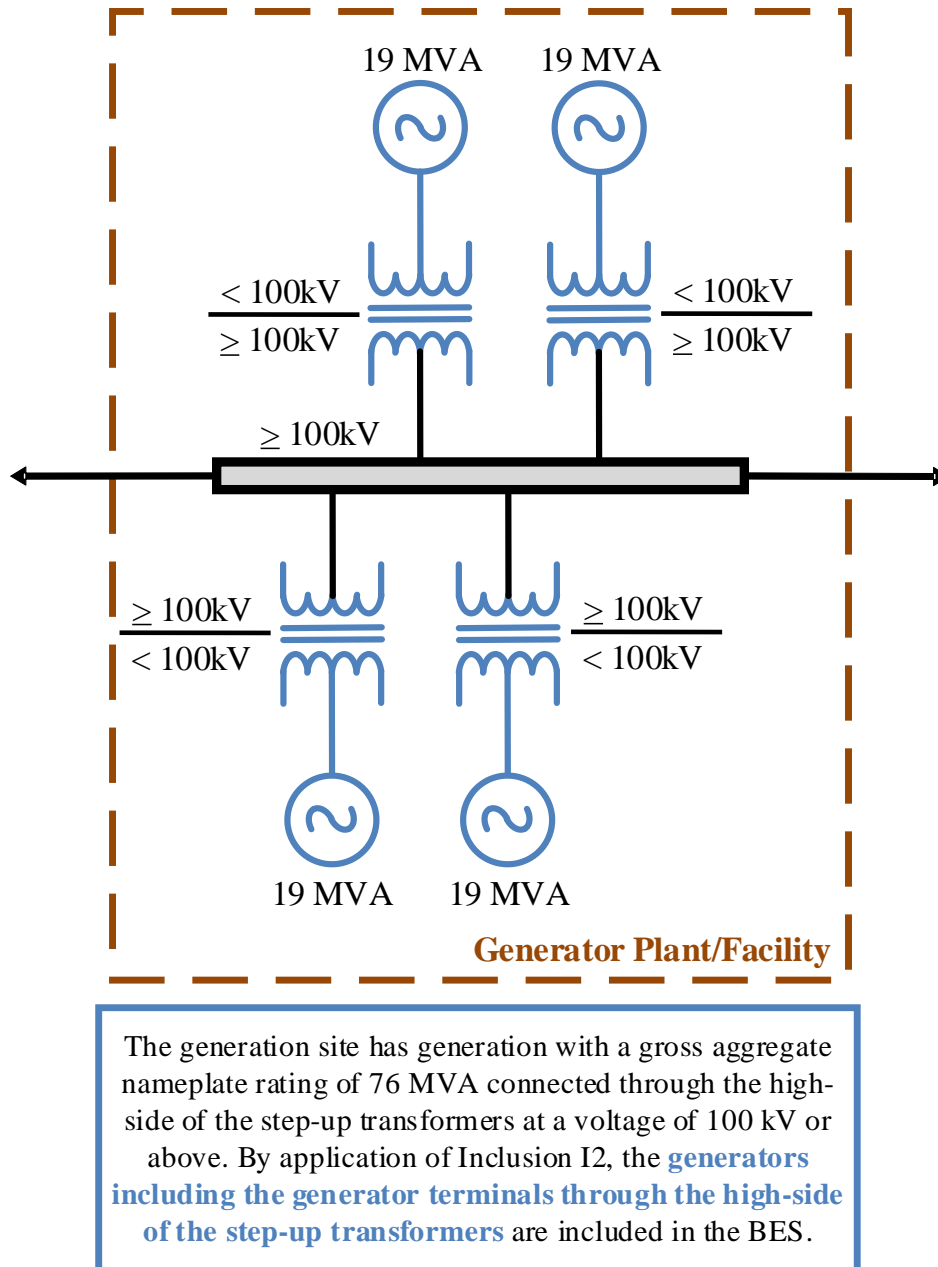 19 MVA
19 MVA
< 100kV
≥ 100kV
< 100kV
≥ 100kV
≥ 100kV
≥ 100kV
< 100kV
≥ 100kV
< 100kV
19 MVA
19 MVA
Generator Plant/Facility
The generation site has generation with a gross aggregate
nameplate rating of 76 MVA connected through the high-
side of the step-up transformers at a voltage of 100 kV or
above. By application of Inclusion I2, the generators
including the generator terminals through the high-side
of the step-up transformers are included in the BES.